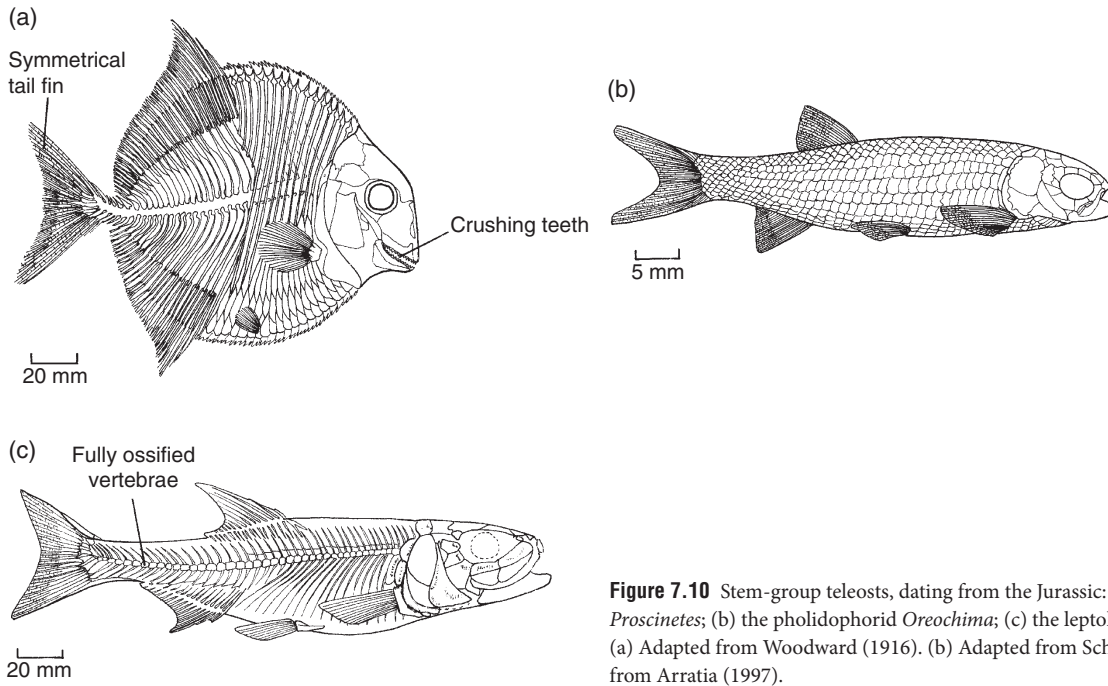 (a)
Symmetrical
tail fin
Crushing teeth
20 mm
(b)
5 mm
(c)
Fully ossified
vertebrae
20 mm
Figure 7.10 Stem-group teleosts, dating from the Jurassic:
Proscinetes; (b) the pholidophorid Oreochima; (c) the
(a) Adapted from Woodward (1916). (b) Adapted from
from Arratia (1997).